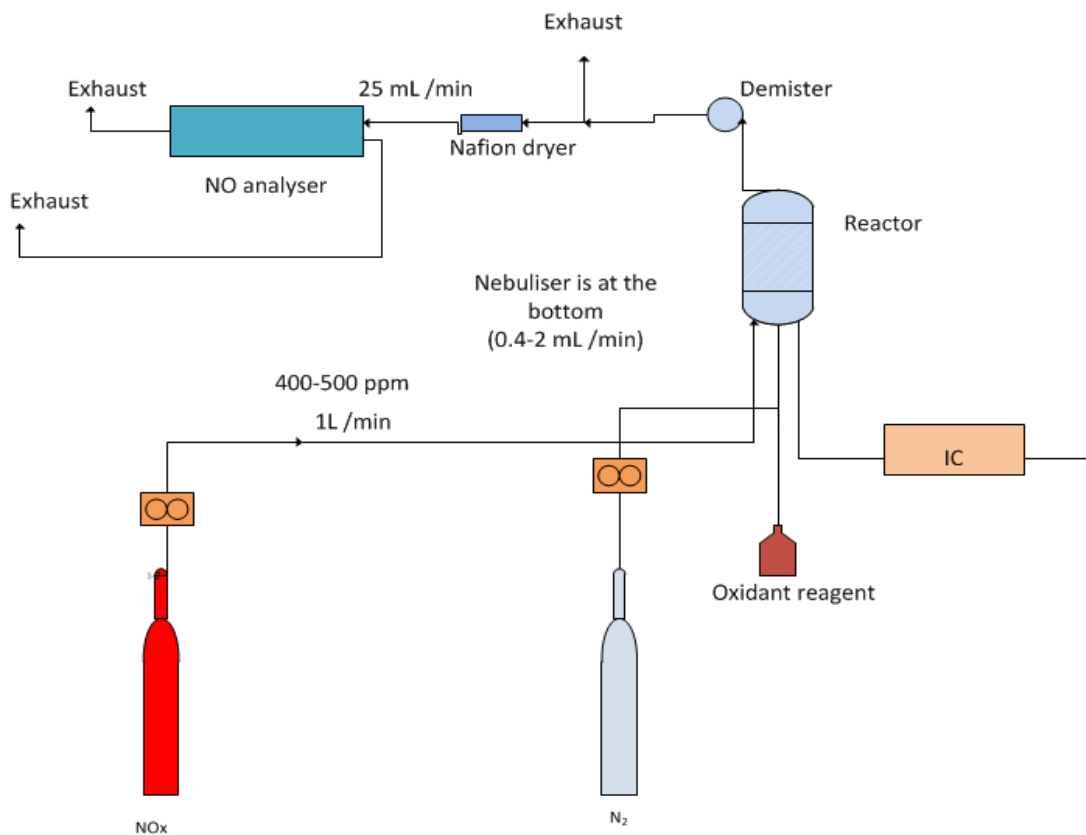 Exhaust
Exhaust
25 mL /min
Demister
Nafion dryer
NO analyser
Exhaust
Reactor
Nebuliser is at the
bottom
(0.4-2 mL /min)
400-500 ppm
1L /min
IC
Oxidant reagent
NOx
N₂